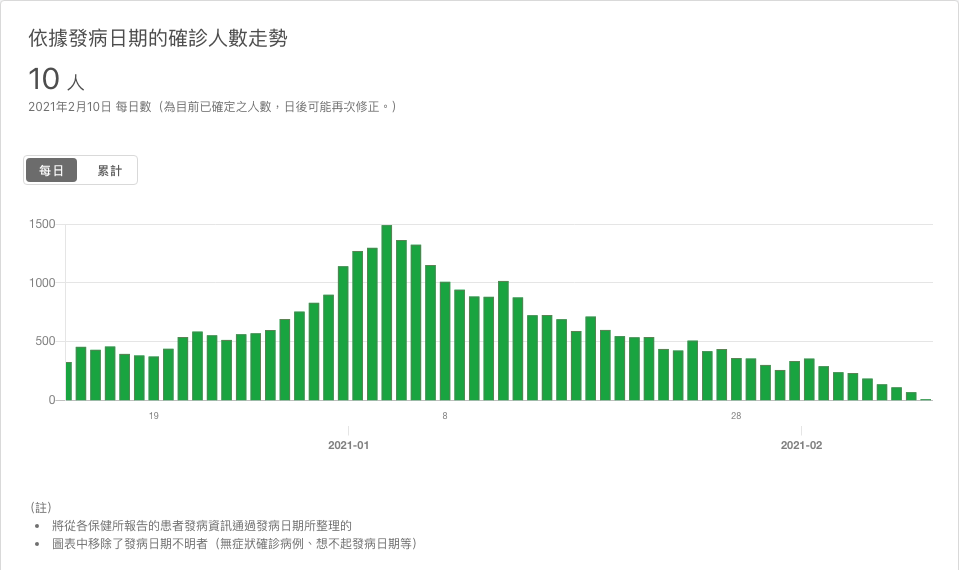 依據發病日期的確診人數走勢
10 人
2021年2月10日 每日數（為目前已確定之人數，日後可能再次修正。）
每日 累計
1500
1000
500
0
19 8 28
2021-01 2021-02
（註）
• 將從各保健所報告的患者發病資訊通過發病日期所整理的
• 圖表中移除了發病日期不明者（無症狀確診病例、想不起發病日期等）